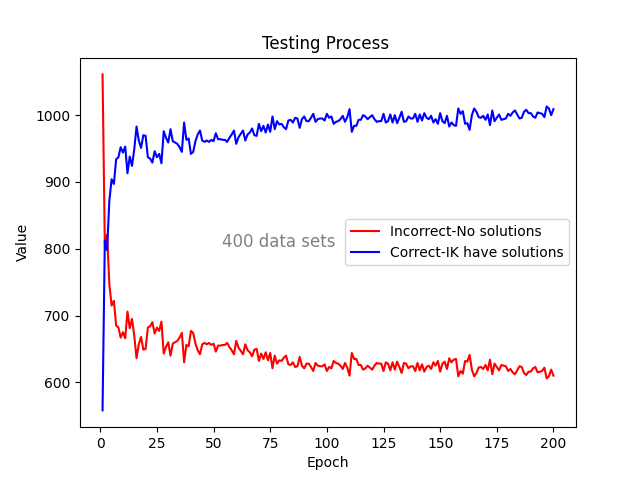 Testing Process
Value
1000
900
800
700
600
400 data sets
Incorrect-No solutions
Correct-IK have solutions
0 25 50 75 100 125 150 175 200
Epoch